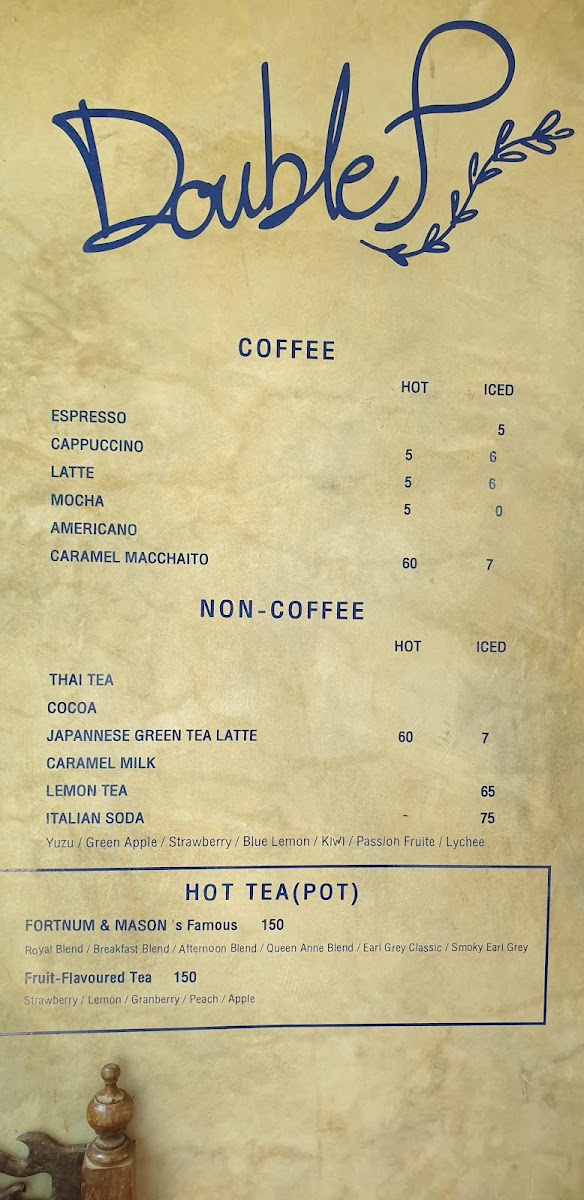 Double P
COFFEE
HOT ICED
ESPRESSO 5
CAPPUCCINO 5 6
LATTE 5 6
MOCHA 5 0
AMERICANO
CARAMEL MACCHAITO 60 7
NON-COFFEE
HOT ICED
THAI TEA
COCOA
JAPANNESE GREEN TEA LATTE 60 7
CARAMEL MILK
LEMON TEA 65
ITALIAN SODA - 75
Yuzu / Green Apple / Strawberry / Blue Lemon / Kiwi / Passion Fruite / Lychee
HOT TEA(POT)
FORTNUM & MASON 's Famous 150
Royal Blend / Breakfast Blend / Afternoon Blend / Queen Anne Blend / Earl Grey Classic / Smoky Earl Grey
Fruit-Flavoured Tea 150
Strawberry / Lemon / Granberry / Peach / Apple